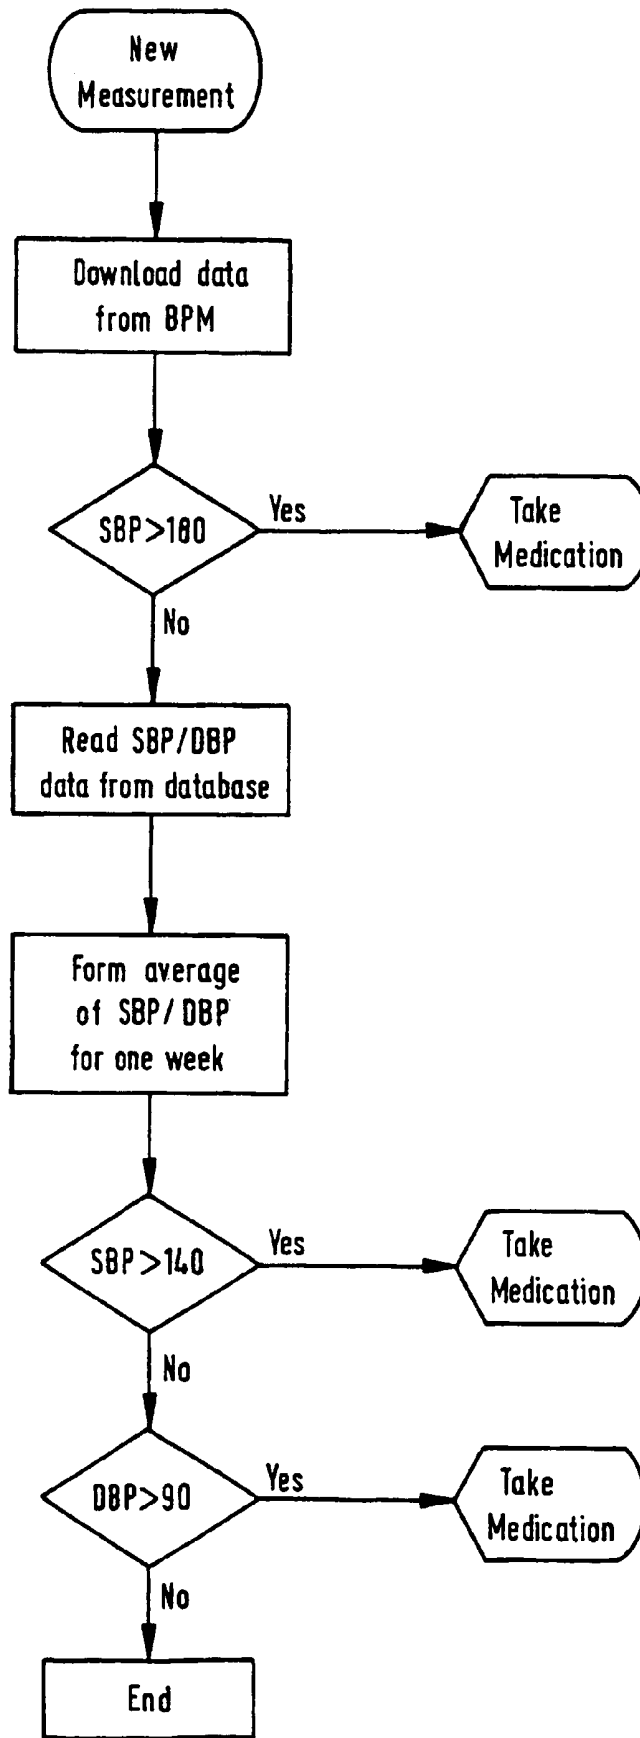 New
Measurement
Download data
from BPM
SBP>180
Yes
Take
Medication
No
Read SBP/DBP
data from database
Form average
of SBP/DBP
for one week
SBP>140
Yes
Take
Medication
No
DBP>90
Yes
Take
Medication
No
End